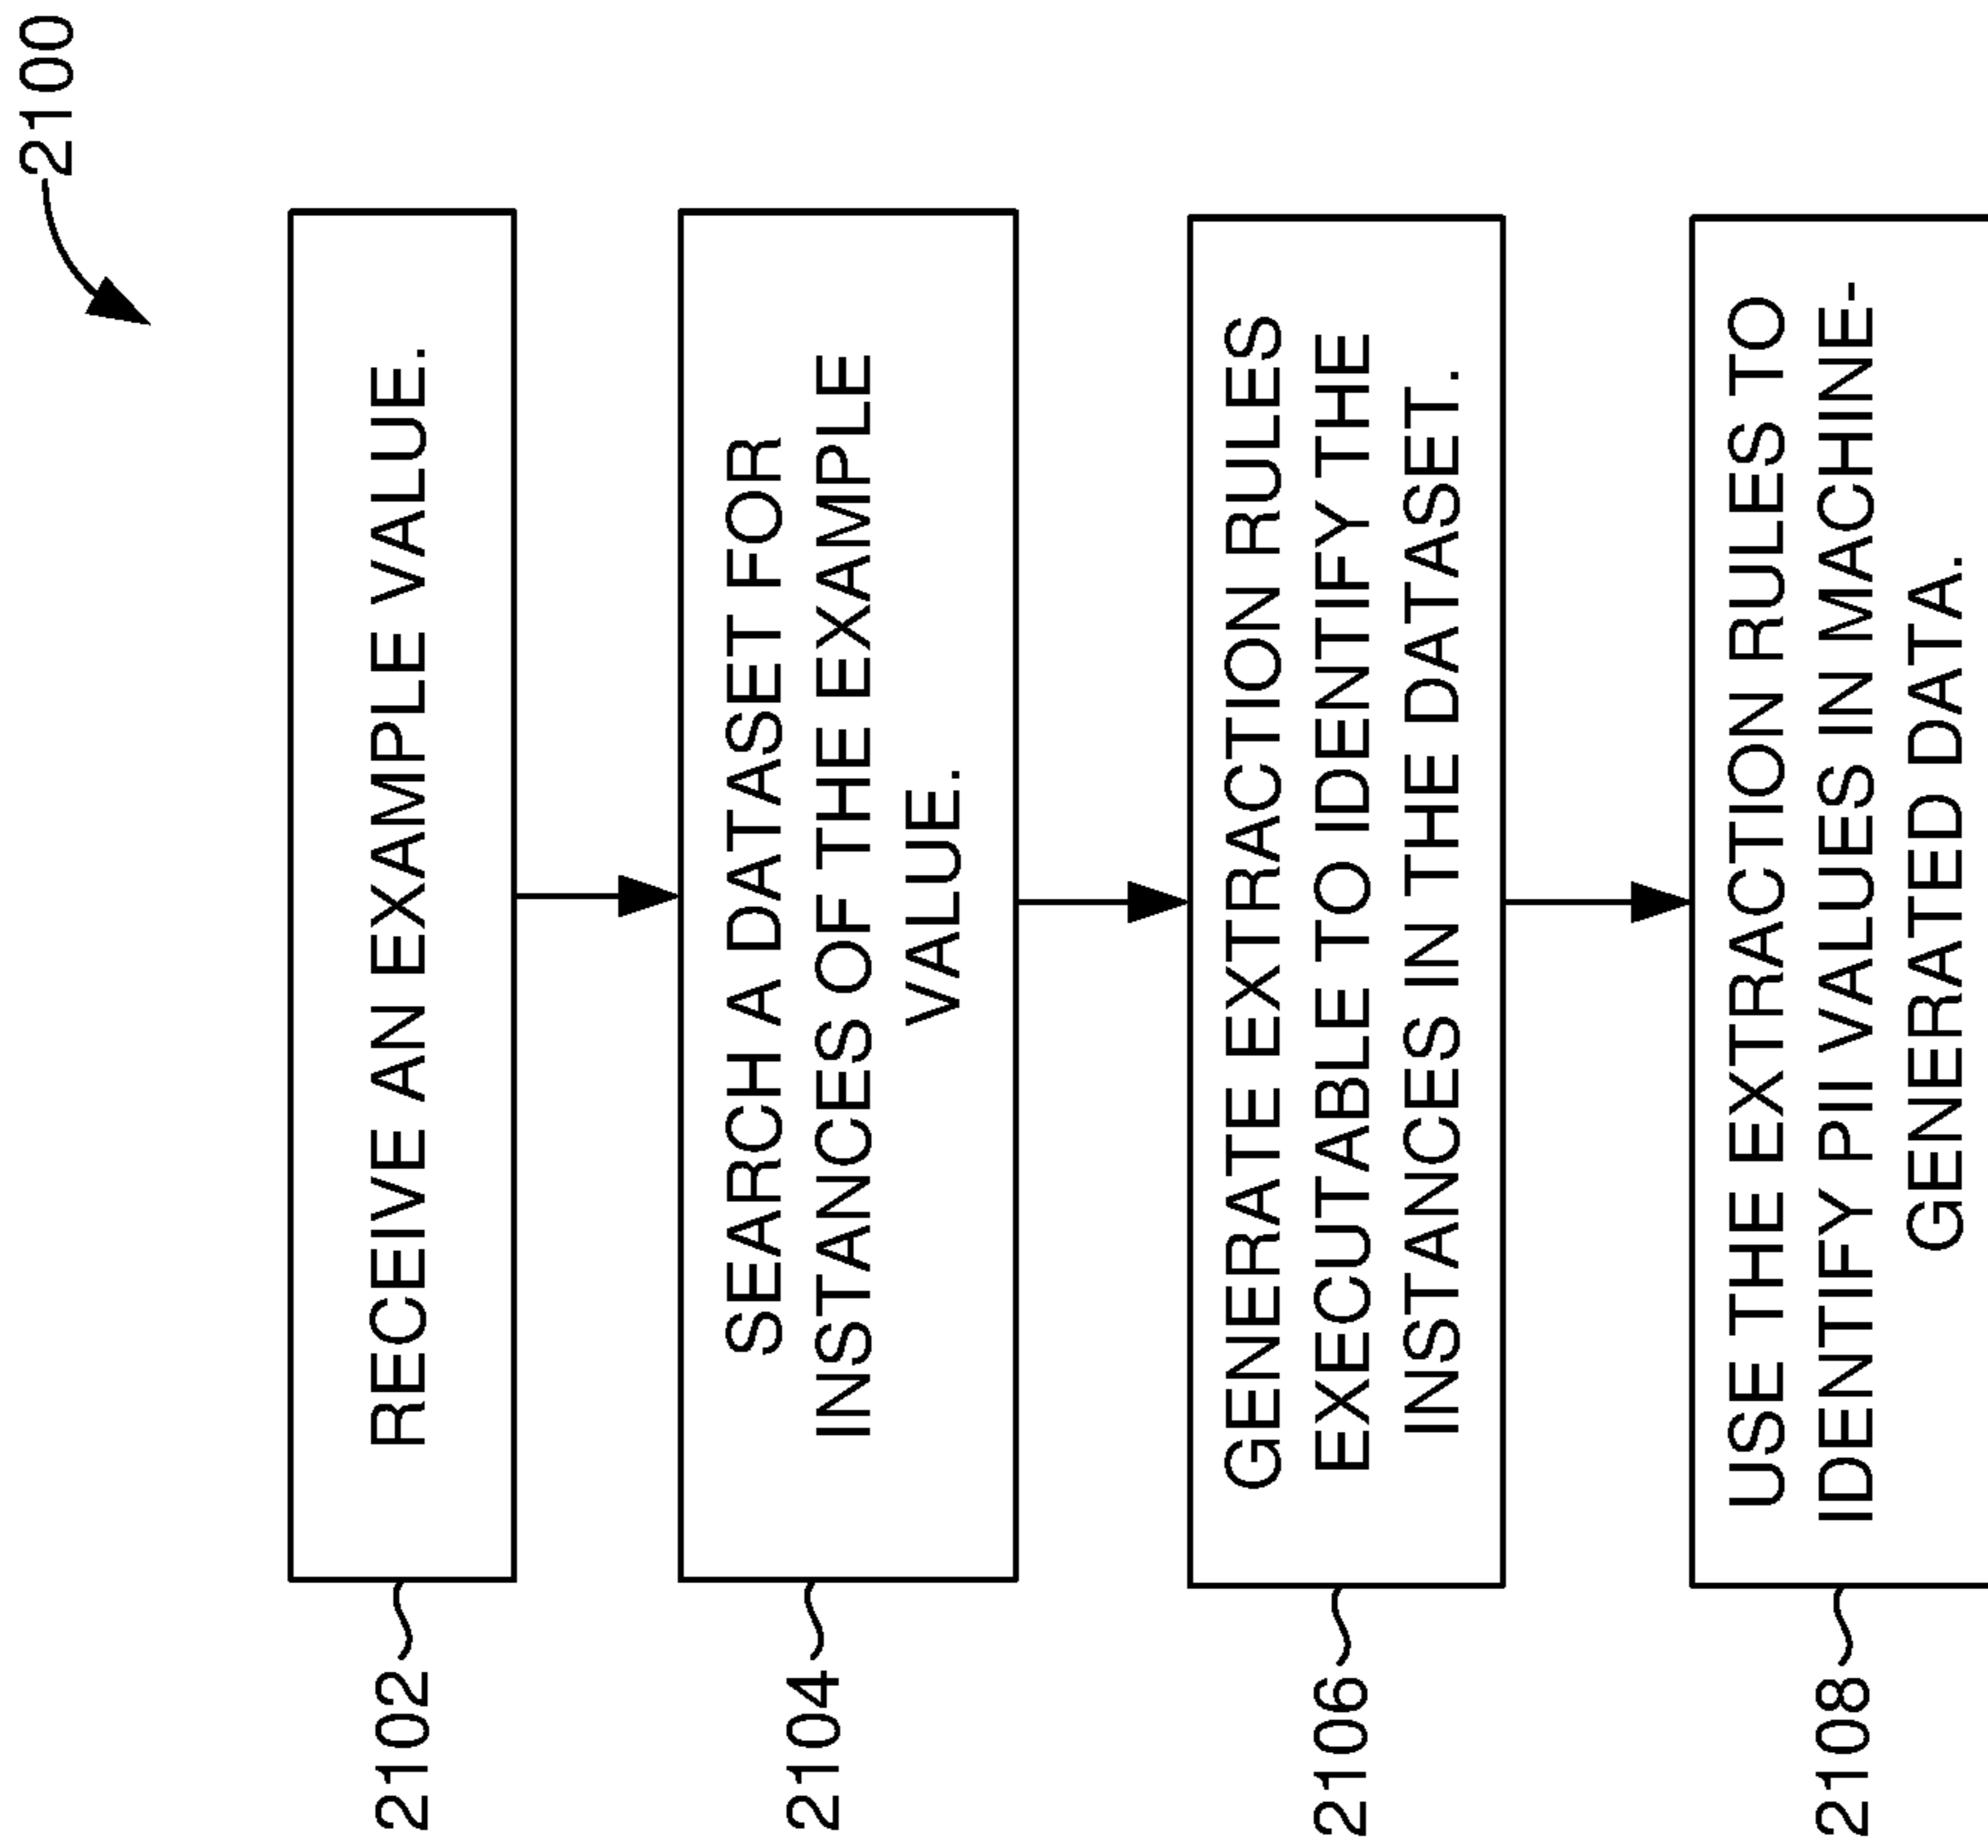 2100
2102
RECEIVE AN EXAMPLE VALUE.
2104
SEARCH A DATASET FOR
INSTANCES OF THE EXAMPLE
VALUE.
2106
GENERATE EXTRACTION RULES
EXECUTABLE TO IDENTIFY THE
INSTANCES IN THE DATASET.
2108
USE THE EXTRACTION RULES TO
IDENTIFY PII VALUES IN MACHINE-
GENERATED DATA.